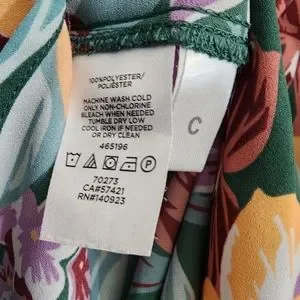 100%POLYESTER/
POLIÉSTER
MACHINE WASH COLD
ONLY NON-CHLORINE
BLEACH WHEN NEEDED
TUMBLE DRY LOW
COOL IRON IF NEEDED
OR DRY CLEAN
465196
70273
CA#57421
RN#140923
C